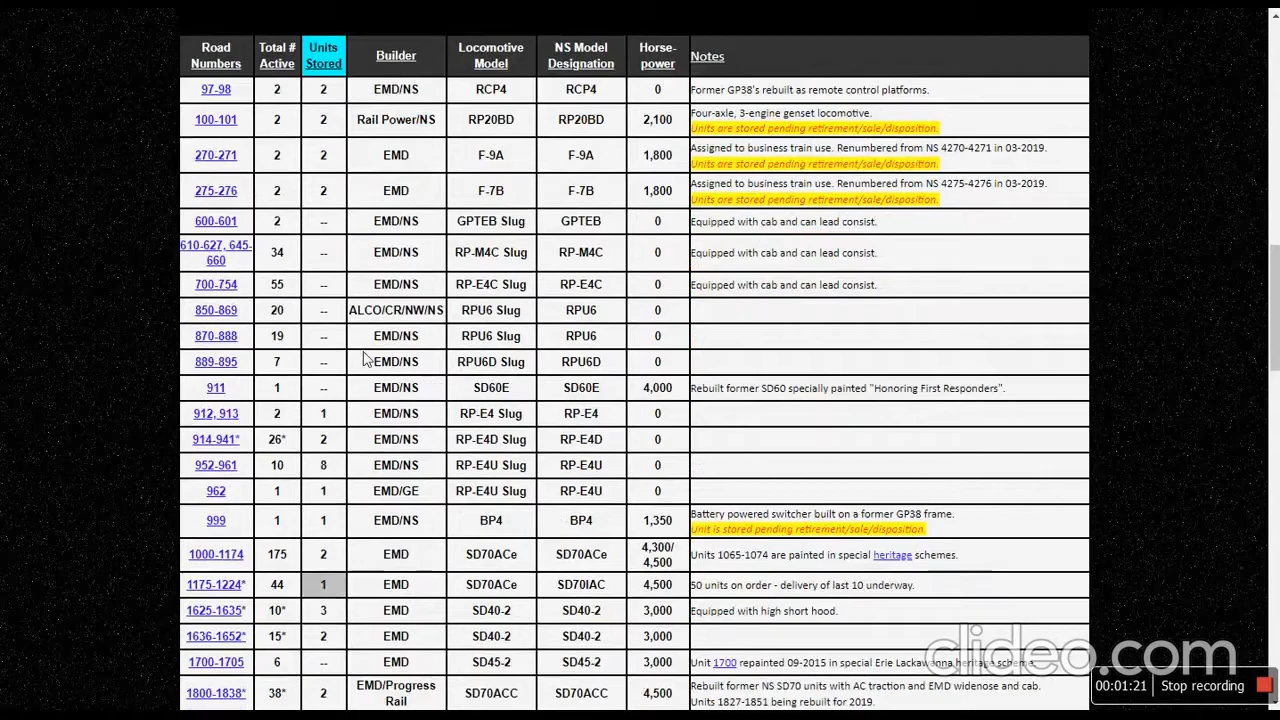 Road Numbers | Total # Active | Units Stored | Builder | Locomotive Model | NS Model Designation | Horse-power | Notes
97-98 | 2 | 2 | EMD/NS | RCP4 | RCP4 | 0 | Former GP38's rebuilt as remote control platforms.
100-101 | 2 | 2 | Rail Power/NS | RP20BD | RP20BD | 2,100 | Four-axle, 3-engine genset locomotive.
Units are stored pending retirement/sale/disposition.
270-271 | 2 | 2 | EMD | F-9A | F-9A | 1,800 | Assigned to business train use. Renumbered from NS 4270-4271 in 03-2019.
Units are stored pending retirement/sale/disposition.
275-276 | 2 | 2 | EMD | F-7B | F-7B | 1,800 | Assigned to business train use. Renumbered from NS 4275-4276 in 03-2019.
Units are stored pending retirement/sale/disposition.
600-601 | 2 | -- | EMD/NS | GPTEB Slug | GPTEB | 0 | Equipped with cab and can lead consist.
610-627, 645-660 | 34 | -- | EMD/NS | RP-M4C Slug | RP-M4C | 0 | Equipped with cab and can lead consist.
700-754 | 55 | -- | EMD/NS | RP-E4C Slug | RP-E4C | 0 | Equipped with cab and can lead consist.
850-869 | 20 | -- | ALCO/CR/NW/NS | RPU6 Slug | RPU6 | 0
870-888 | 19 | -- | EMD/NS | RPU6 Slug | RPU6 | 0
889-895 | 7 | -- | EMD/NS | RPU6D Slug | RPU6D | 0
911 | 1 | -- | EMD/NS | SD60E | SD60E | 4,000 | Rebuilt former SD60 specially painted "Honoring First Responders".
912, 913 | 2 | 1 | EMD/NS | RP-E4 Slug | RP-E4 | 0
914-941* | 26* | 2 | EMD/NS | RP-E4D Slug | RP-E4D | 0
952-961 | 10 | 8 | EMD/NS | RP-E4U Slug | RP-E4U | 0
962 | 1 | 1 | EMD/GE | RP-E4U Slug | RP-E4U | 0
999 | 1 | 1 | EMD/NS | BP4 | BP4 | 1,350 | Battery powered switcher built on a former GP38 frame.
Unit is stored pending retirement/sale/disposition.
1000-1174 | 175 | 2 | EMD | SD70ACe | SD70ACe | 4,300/4,500 | Units 1065-1074 are painted in special heritage schemes.
1175-1224* | 44 | 1 | EMD | SD70ACe | SD70IAC | 4,500 | 50 units on order - delivery of last 10 underway.
1625-1635* | 10* | 3 | EMD | SD40-2 | SD40-2 | 3,000 | Equipped with high short hood.
1636-1652* | 15* | 2 | EMD | SD40-2 | SD40-2 | 3,000
1700-1705 | 6 | -- | EMD | SD45-2 | SD45-2 | 3,000 | Unit 1700 repainted 09-2015 in special Erie Lackawanna heritage scheme.
1800-1838* | 38* | 2 | EMD/Progress Rail | SD70ACC | SD70ACC | 4,500 | Rebuilt former NS SD70 units with AC traction and EMD widenose and cab.
Units 1827-1851 being rebuilt for 2019.
clideo.com
00:01:21 | Stop recording